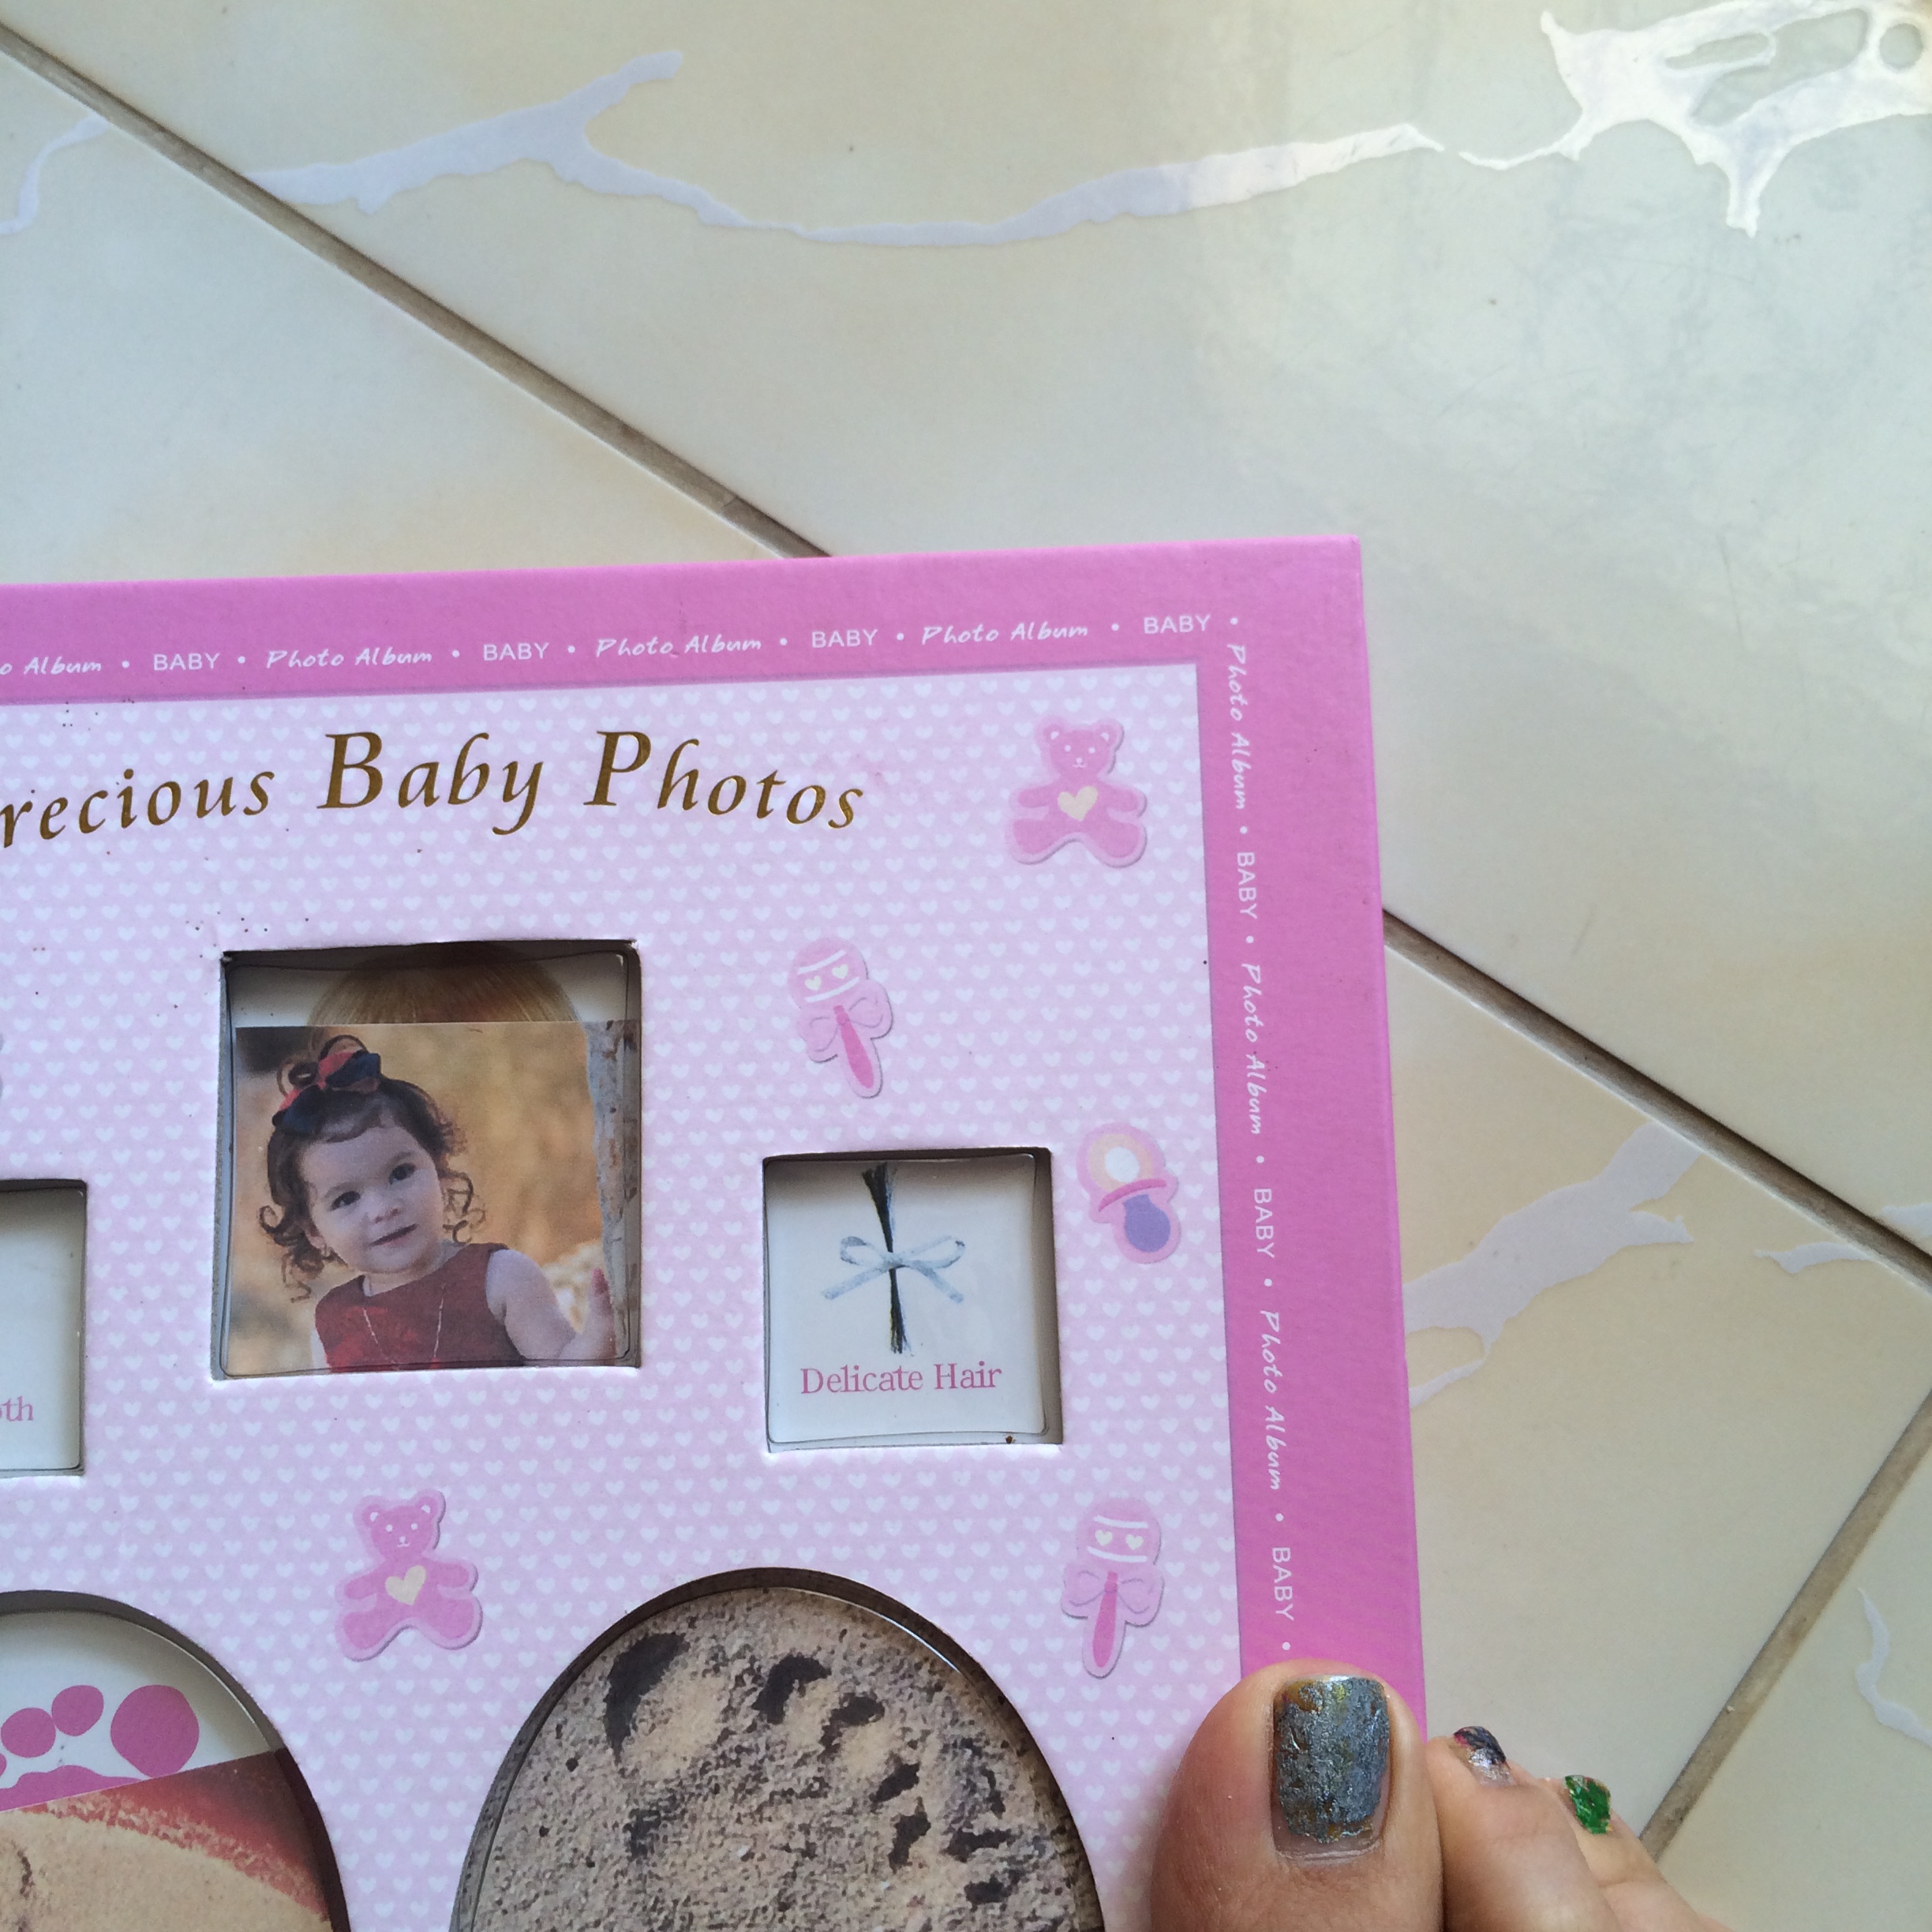 Album • BABY • Photo Album • BABY • Photo Album • BABY • Photo Album • BABY •
Photo Album • BABY • Photo Album • BABY • Photo Album • BABY •
recious Baby Photos
Delicate Hair
oth